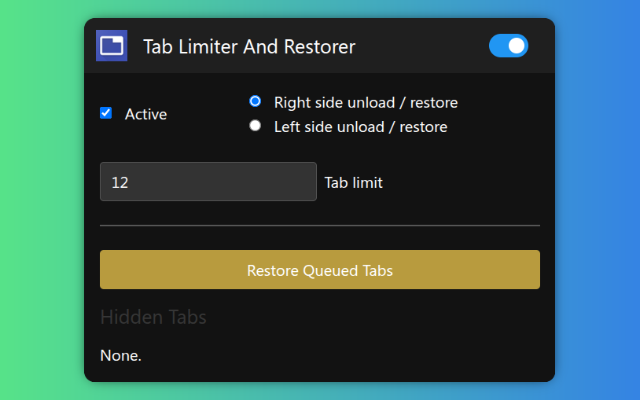 Tab Limiter And Restorer
Active
Right side unload / restore
Left side unload / restore
12
Tab limit
Restore Queued Tabs
Hidden Tabs
None.